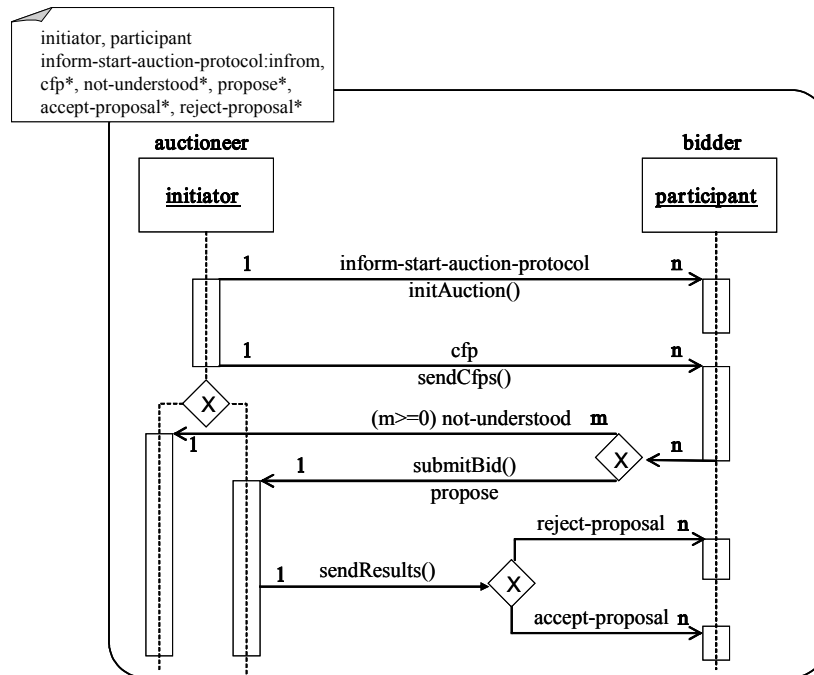 initiator, participant
inform-start-auction-protocol:infrom,
cfp*, not-understood*, propose*,
accept-proposal*, reject-proposal*
auctioneer
bidder
initiator
participant
1 inform-start-auction-protocol n
initAuction()
1 cfp n
sendCfps()
X
(m>=0) not-understood m
1
X
n
1 submitBid()
propose
reject-proposal n
1 sendResults()
X
accept-proposal n